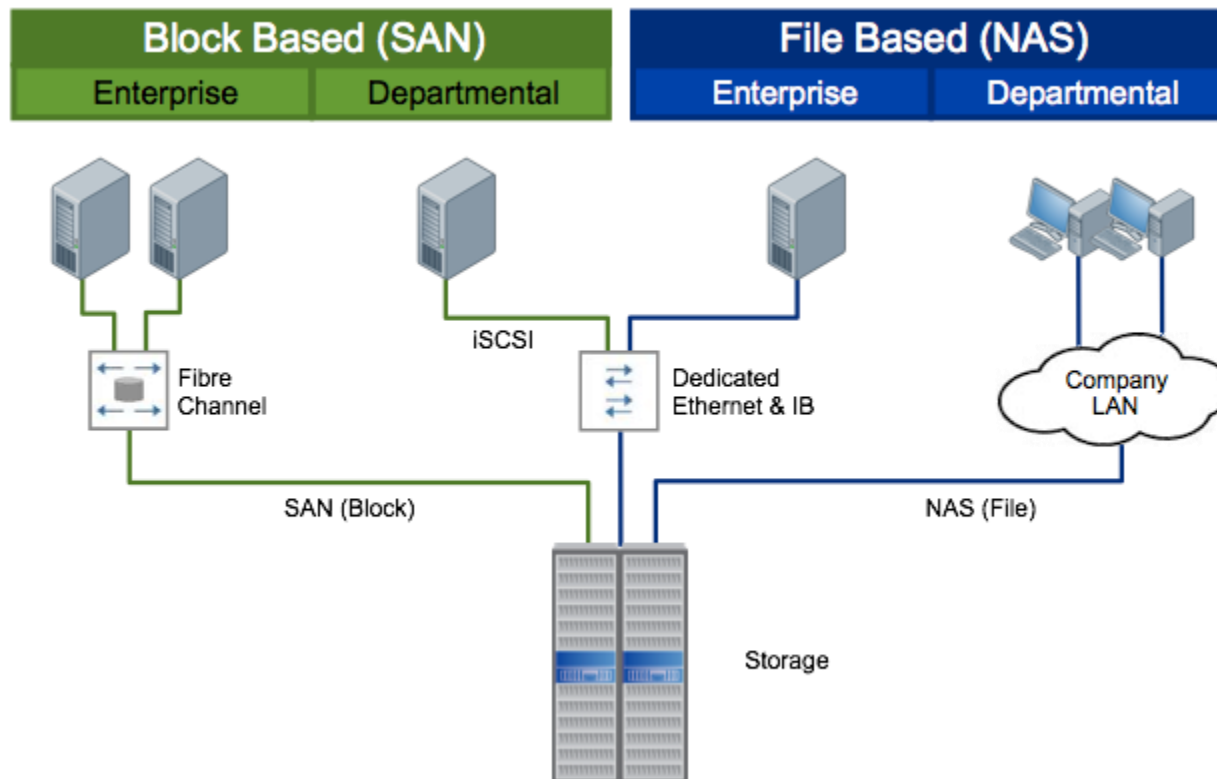 Block Based (SAN)
File Based (NAS)
Enterprise
Departmental
Enterprise
Departmental
iSCSI
Fibre
Channel
Dedicated
Ethernet & IB
Company
LAN
SAN (Block)
NAS (File)
Storage